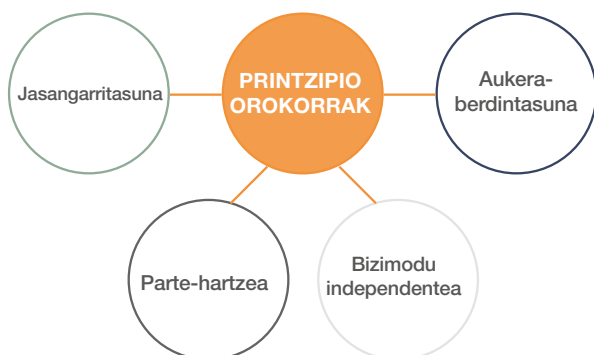 PRINTZIPIO
OROKORRAK
Jasangarritasuna
Aukera-
berdintasuna
Parte-hartzea
Bizimodu
independentea